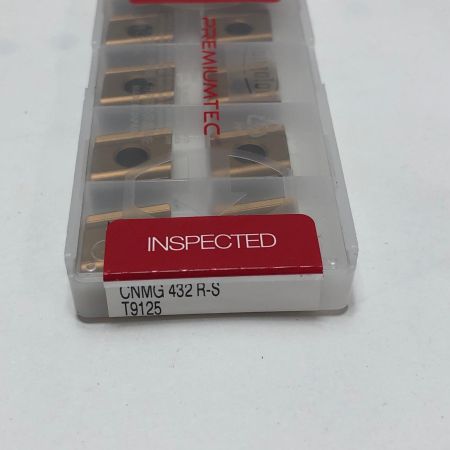 PREMIUMTEC
INSPECTED
CNMG 432 R-S
T9125